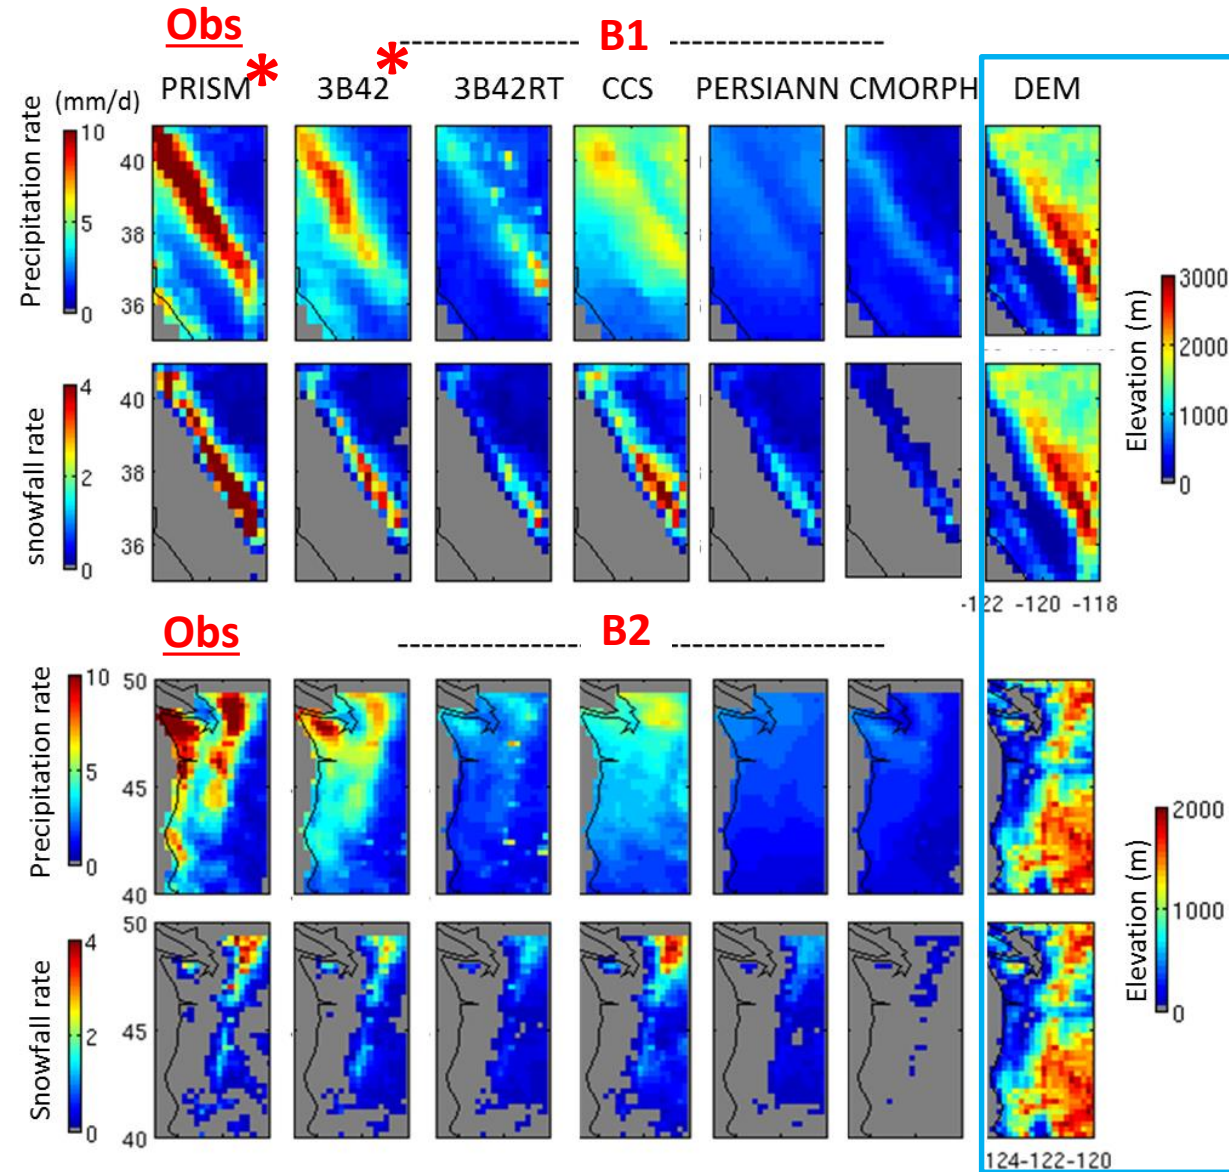 Obs
B1
PRISM* 3B42* 3B42RT CCS PERSIANN CMORPH DEM
(mm/d)
Precipitation rate
10
5
0
40
38
36
snowfall rate
4
2
0
40
38
36
Elevation (m)
3000
2000
1000
0
-122 -120 -118
Obs
B2
Precipitation rate
10
5
0
50
45
40
Snowfall rate
4
2
0
50
45
40
Elevation (m)
2000
1000
0
124-122-120